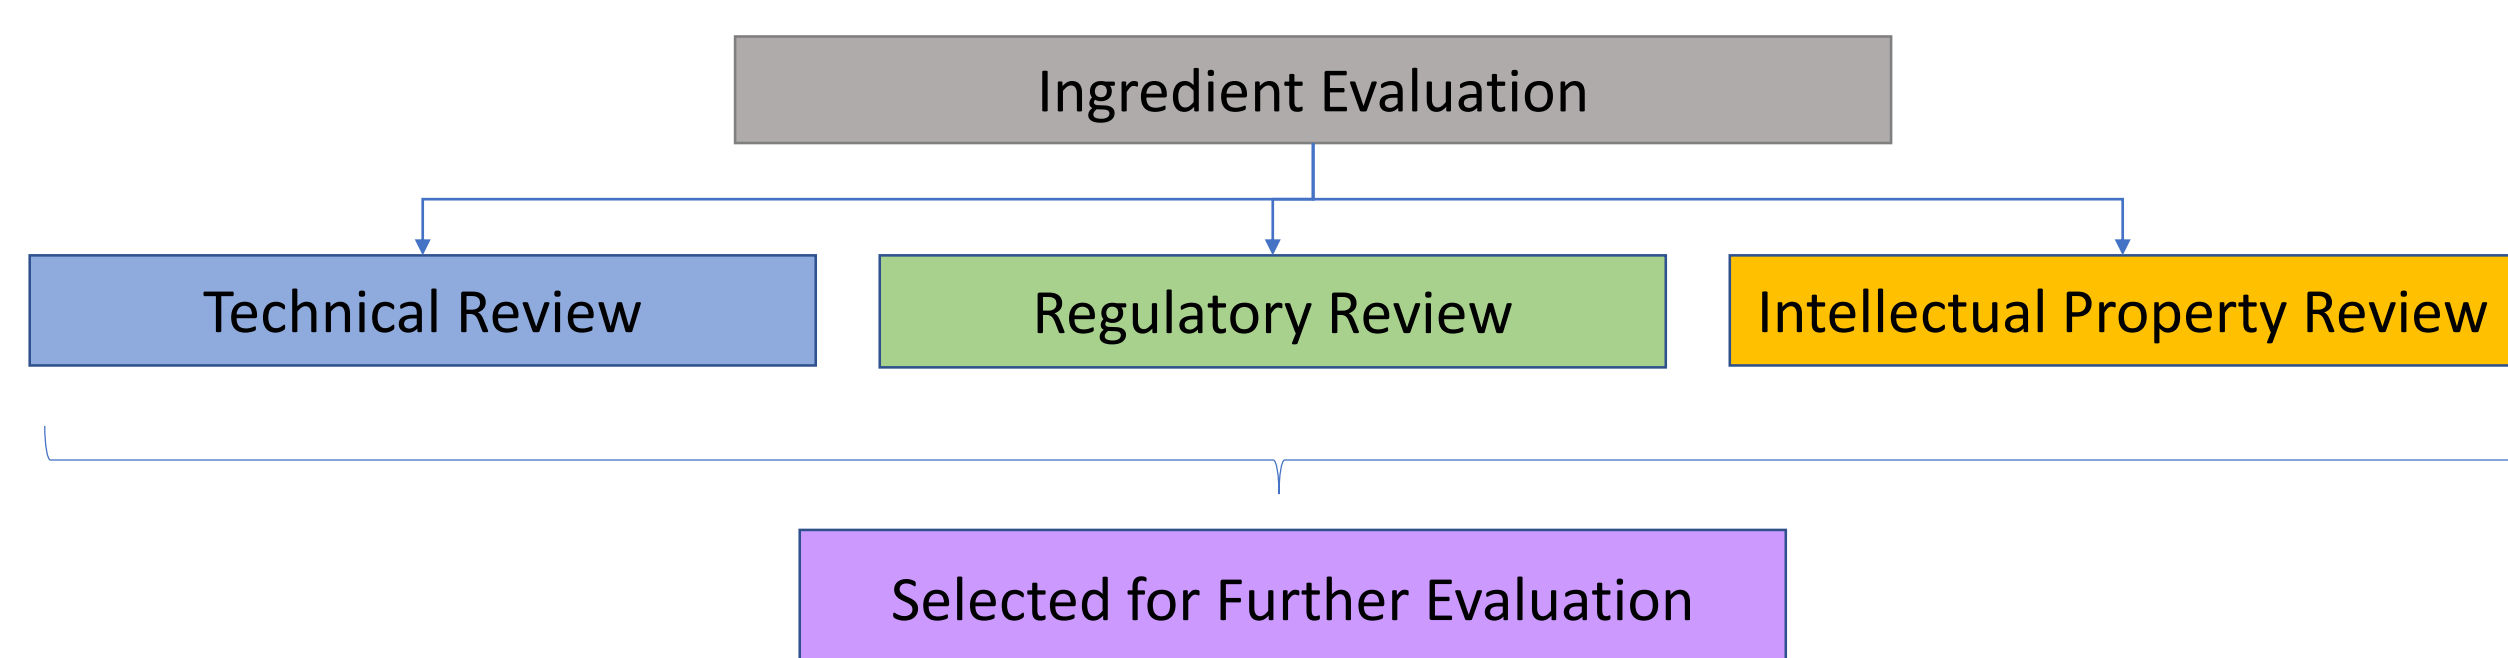 Ingredient Evaluation
Technical Review
Regulatory Review
Intellectual Property Review
Selected for Further Evaluation